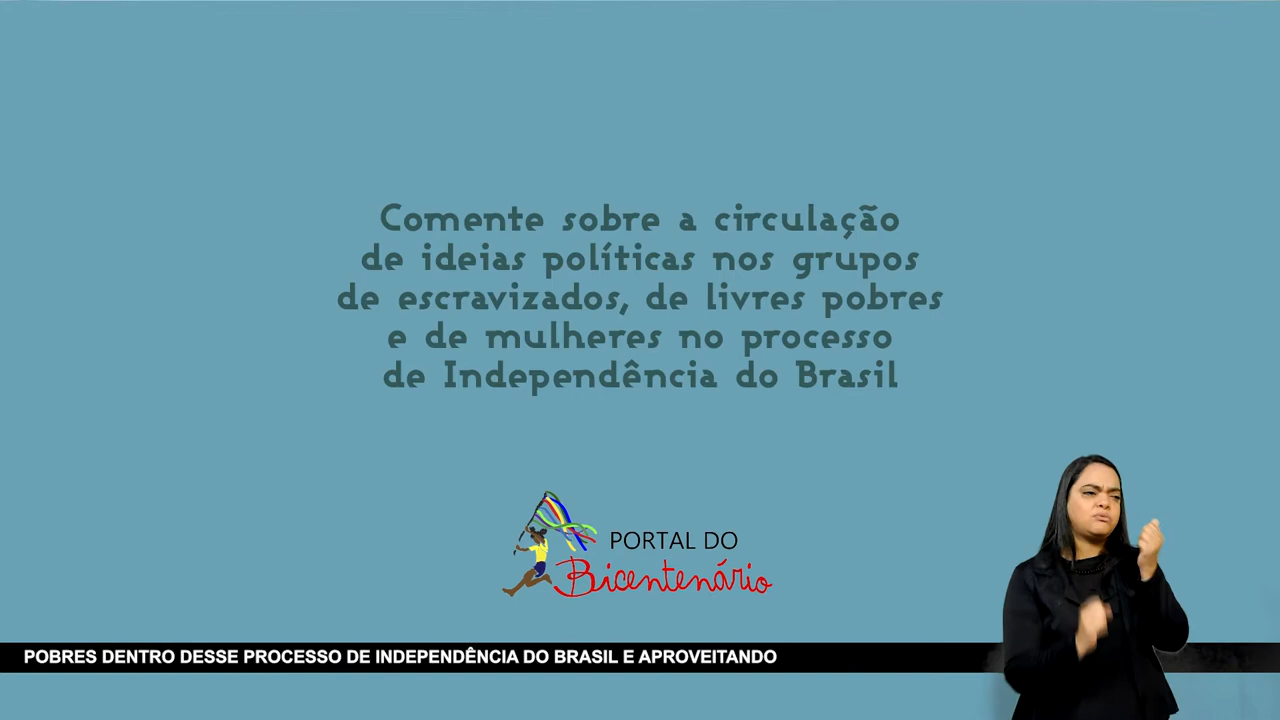 Comente sobre a circulação
de ideias políticas nos grupos
de escravizados, de livres pobres
e de mulheres no processo
de Independência do Brasil
PORTAL DO
Bicentenário
POBRES DENTRO DESSE PROCESSO DE INDEPENDÊNCIA DO BRASIL E APROVEITANDO